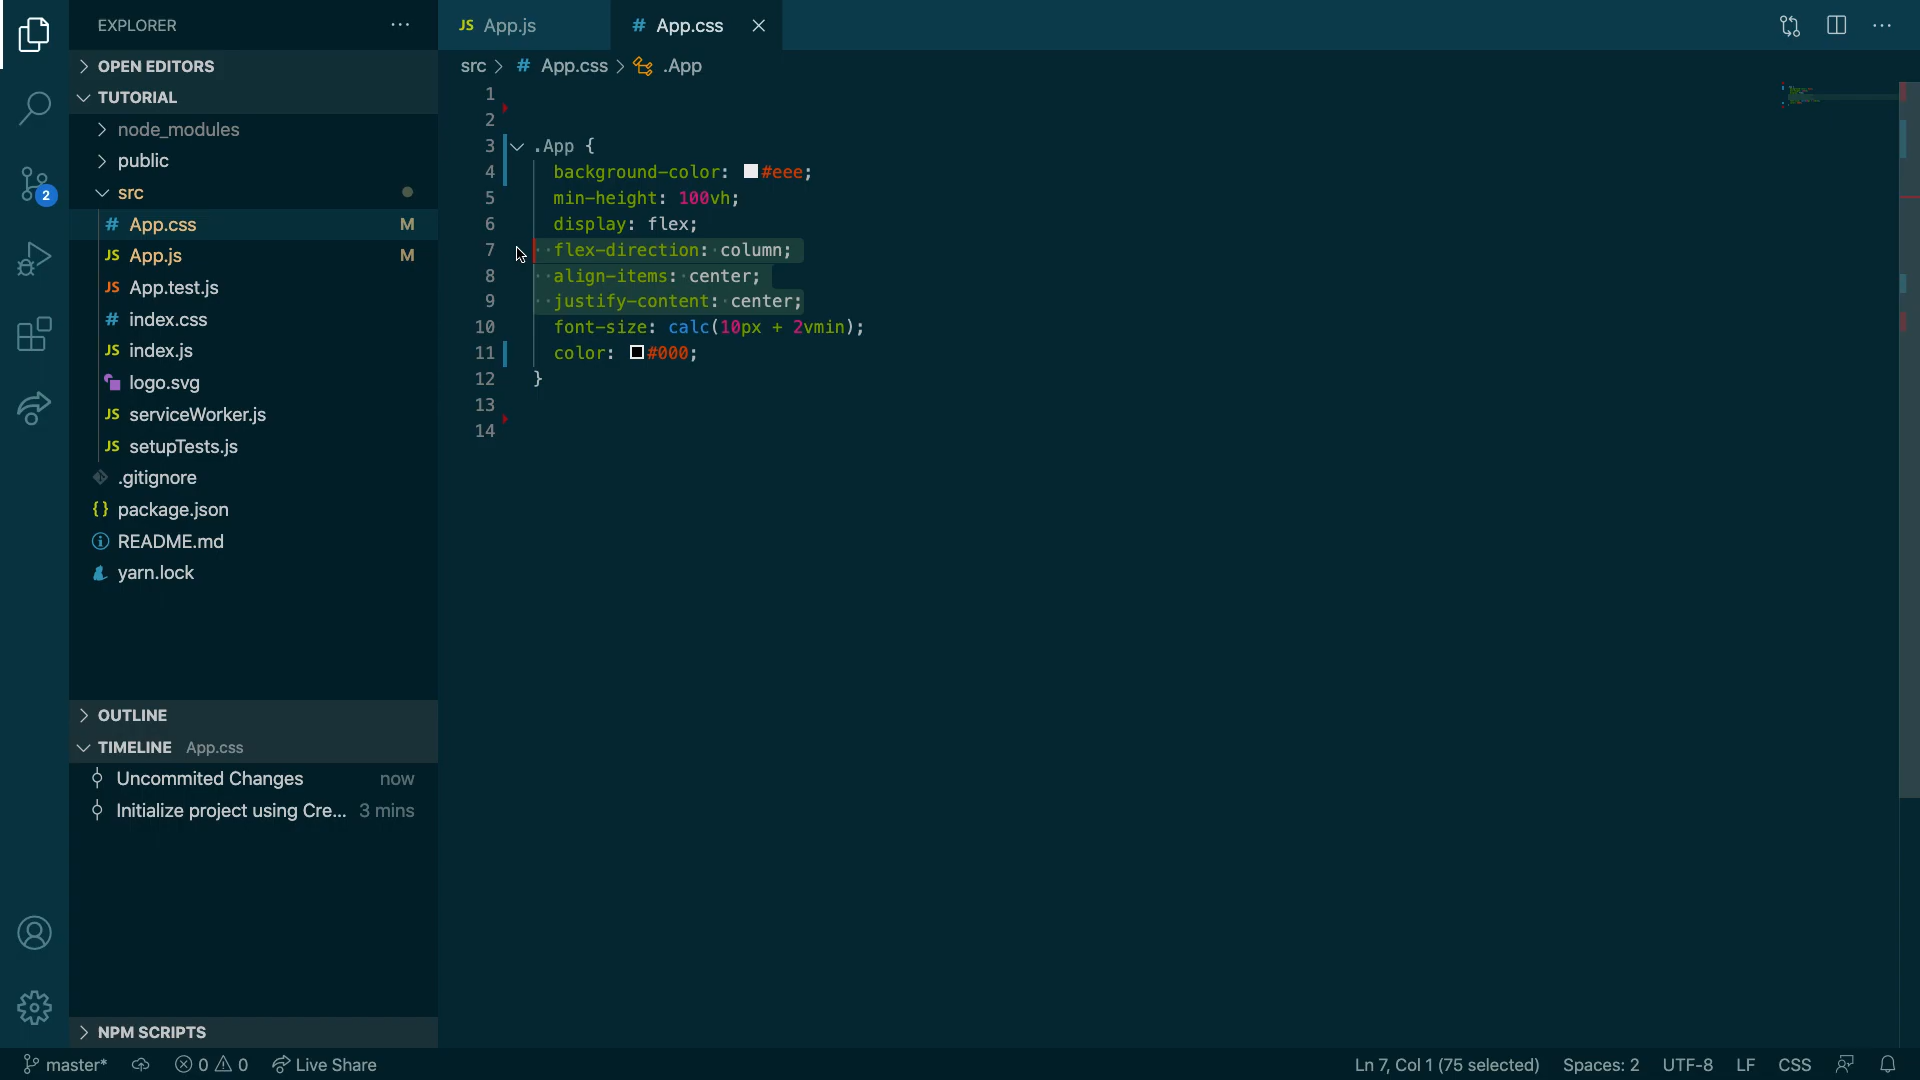 EXPLORER
OPEN EDITORS
TUTORIAL
node_modules
public
src
# App.css M
JS App.js M
JS App.test.js
# index.css
JS index.js
logo.svg
JS serviceWorker.js
JS setupTests.js
.gitignore
{} package.json
README.md
yarn.lock
OUTLINE
TIMELINE App.css
Uncommited Changes now
Initialize project using Cre... 3 mins
NPM SCRIPTS
2
JS App.js # App.css
src > # App.css > .App
1
2
3 .App {
4 background-color: #eee;
5 min-height: 100vh;
6 display: flex;
7 ··flex-direction:·column;
8 ··align-items:·center;
9 ··justify-content:·center;
10 font-size: calc(10px + 2vmin);
11 color: #000;
12 }
13
14
master* 0 0 Live Share Ln 7, Col 1 (75 selected) Spaces: 2 UTF-8 LF CSS